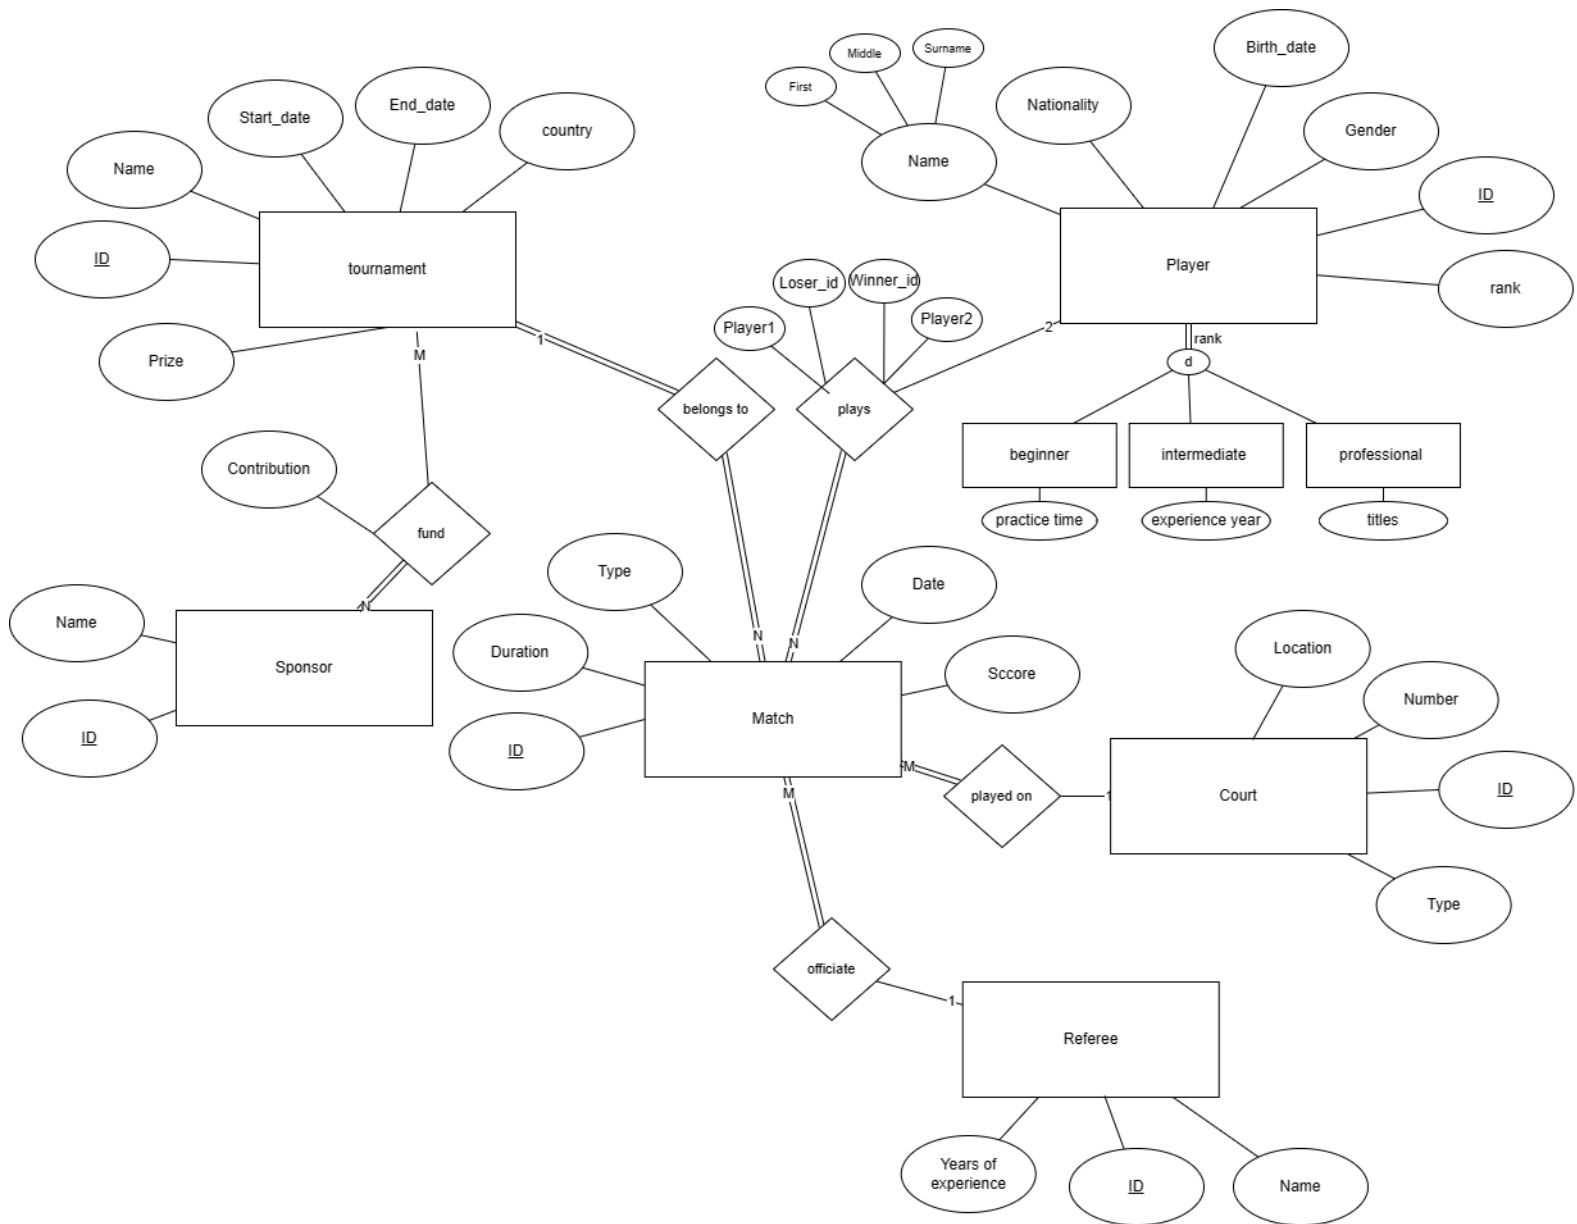 Birth_date
Surname
Middle
First
Nationality
End_date
Start_date
country
Gender
Name
Name
ID
ID
tournament
Player
rank
Prize
Loser_id
Winner_id
Player1
Player2
1
2
M
rank
d
belongs to
plays
beginner
intermediate
professional
Contribution
practice time
experience year
titles
fund
Type
Date
N
Name
Duration
N
N
Location
Sponsor
Sccore
Number
Match
ID
ID
M
played on
1
Court
ID
M
Type
officiate
1
Referee
Years of
experience
ID
Name